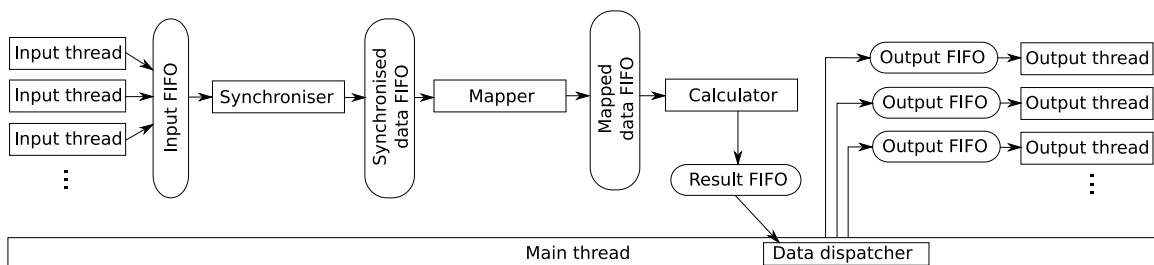 Input thread
Input thread
Input thread
Input FIFO
Synchroniser
Synchronised
data FIFO
Mapper
Mapped
data FIFO
Calculator
Result FIFO
Output FIFO
Output thread
Output FIFO
Output thread
Output FIFO
Output thread
Main thread
Data dispatcher